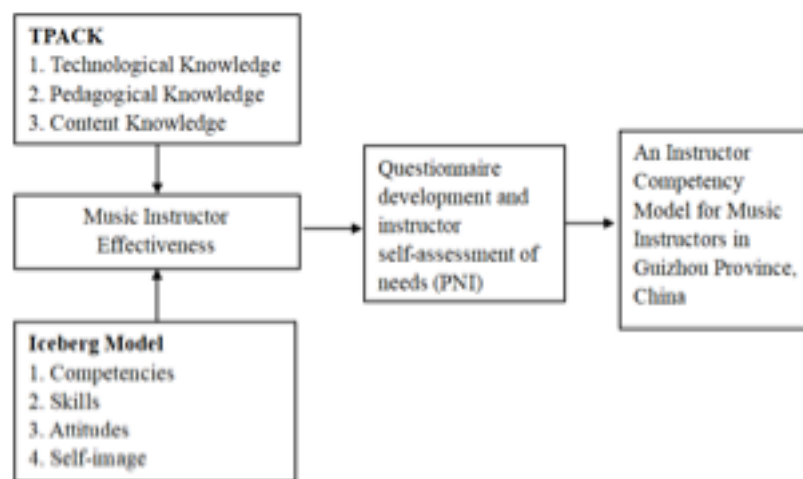 TPACK
1. Technological Knowledge
2. Pedagogical Knowledge
3. Content Knowledge
Music Instructor
Effectiveness
Iceberg Model
1. Competencies
2. Skills
3. Attitudes
4. Self-image
Questionnaire
development and
instructor
self-assessment of
needs (PNI)
An Instructor
Competency
Model for Music
Instructors in
Guizhou Province,
China